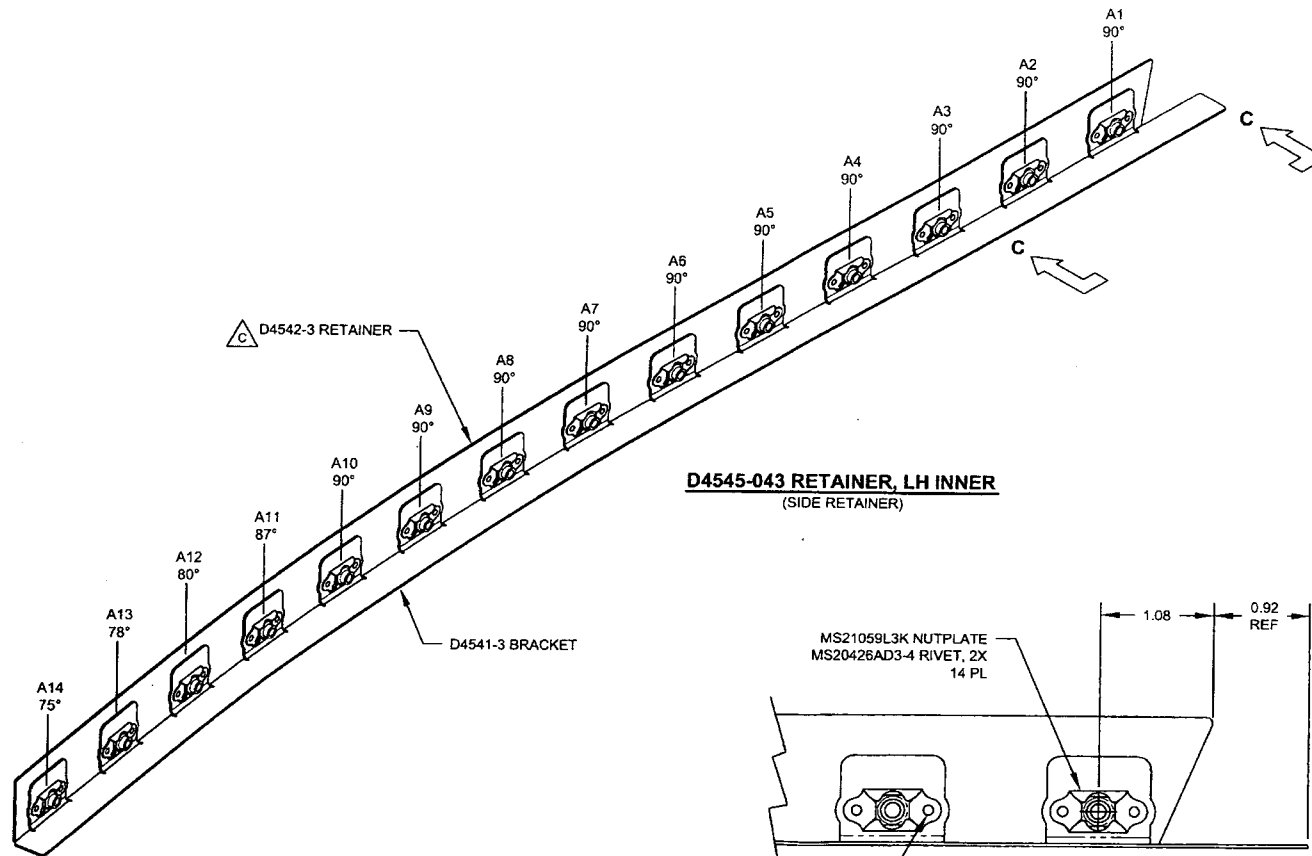 A1
90°
A2
90°
A3
90°
C
A4
90°
A5
90°
C
A6
90°
A7
90°
C D4542-3 RETAINER
A8
90°
A9
90°
D4545-043 RETAINER, LH INNER
(SIDE RETAINER)
A10
90°
A11
87°
A12
80°
A13
78°
D4541-3 BRACKET
A14
75°
1.08
0.92
REF
MS21059L3K NUTPLATE
MS20426AD3-4 RIVET, 2X
14 PL